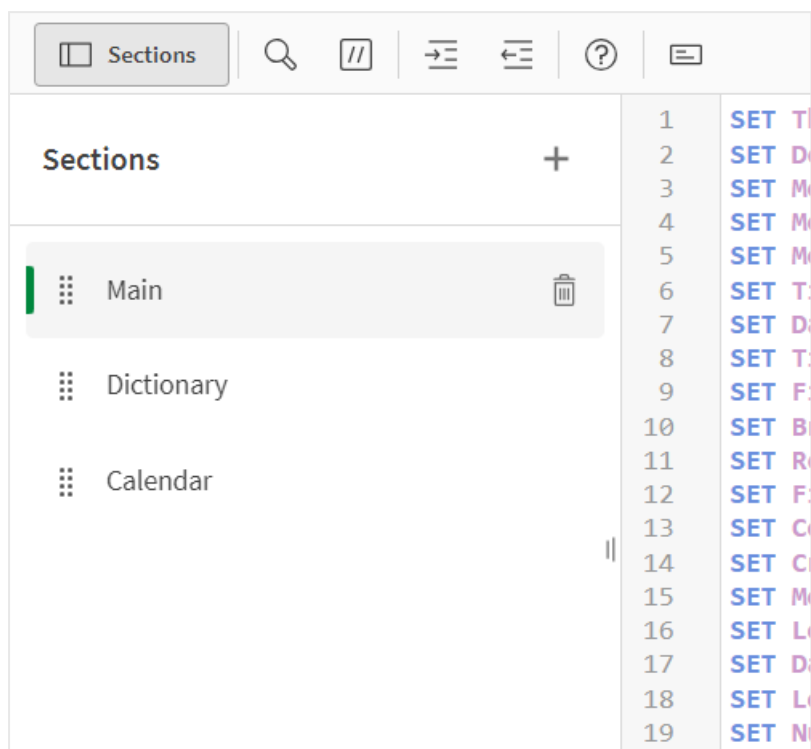 Sections
//
?
Sections
Main
Dictionary
Calendar
1 SET
2 SET
3 SET
4 SET
5 SET
6 SET
7 SET
8 SET
9 SET
10 SET
11 SET
12 SET
13 SET
14 SET
15 SET
16 SET
17 SET
18 SET
19 SET